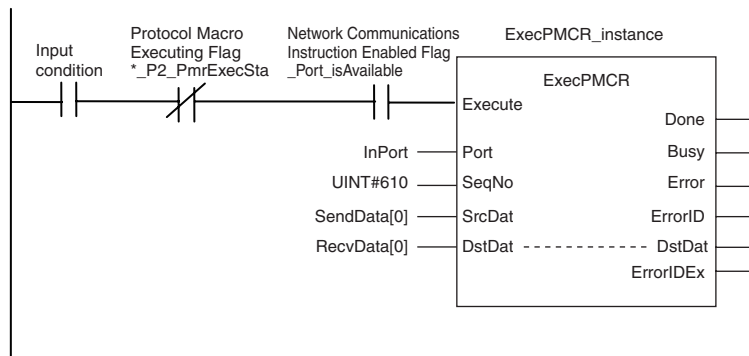 Input
condition
Protocol Macro
Executing Flag
*_P2_PmrExecSta
Network Communications
Instruction Enabled Flag
_Port_isAvailable
ExecPMCR_instance
ExecPMCR
Execute
Done
InPort
Port
Busy
UINT#610
SeqNo
Error
SendData[0]
SrcDat
ErrorID
RecvData[0]
DstDat
DstDat
ErrorIDEx